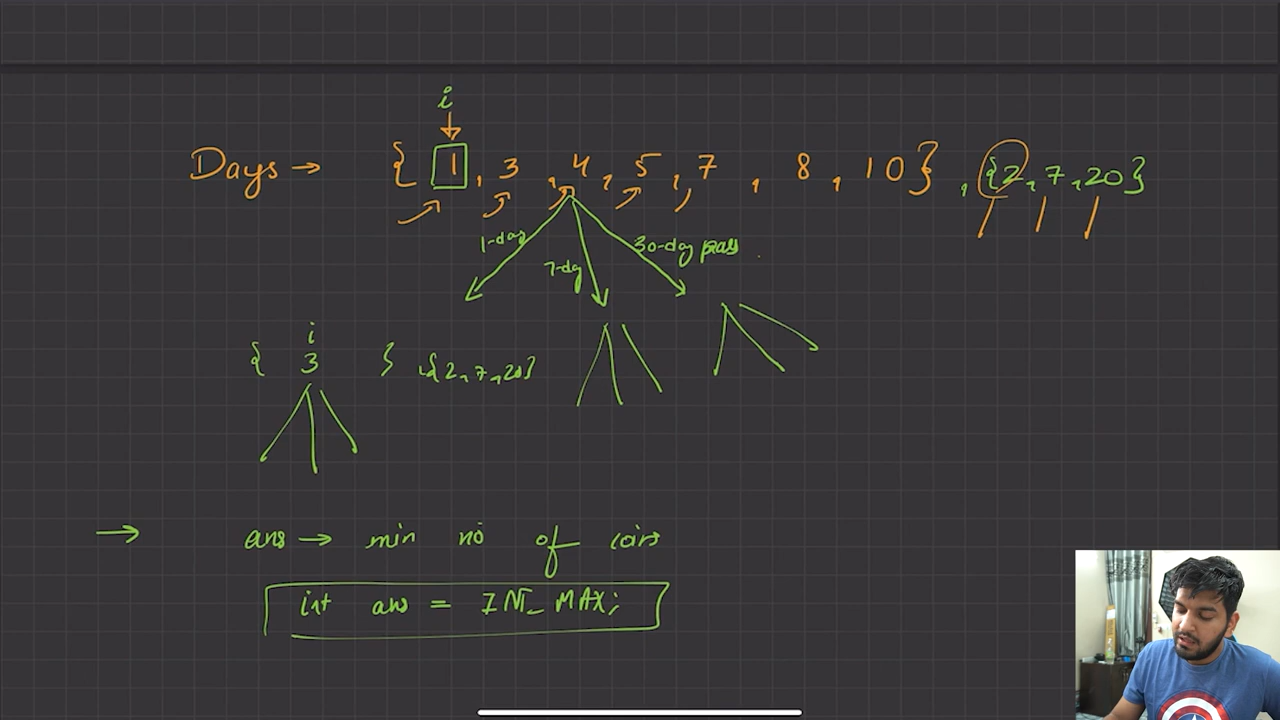 i
Days → { 1, 3, 4, 5, 7, 8, 10}, {2, 7, 20}
1-day 7-day 30-day pass
i
{ 3 } ,{2, 7, 20}
→ ans → min no of
int ans = INT_MAX;